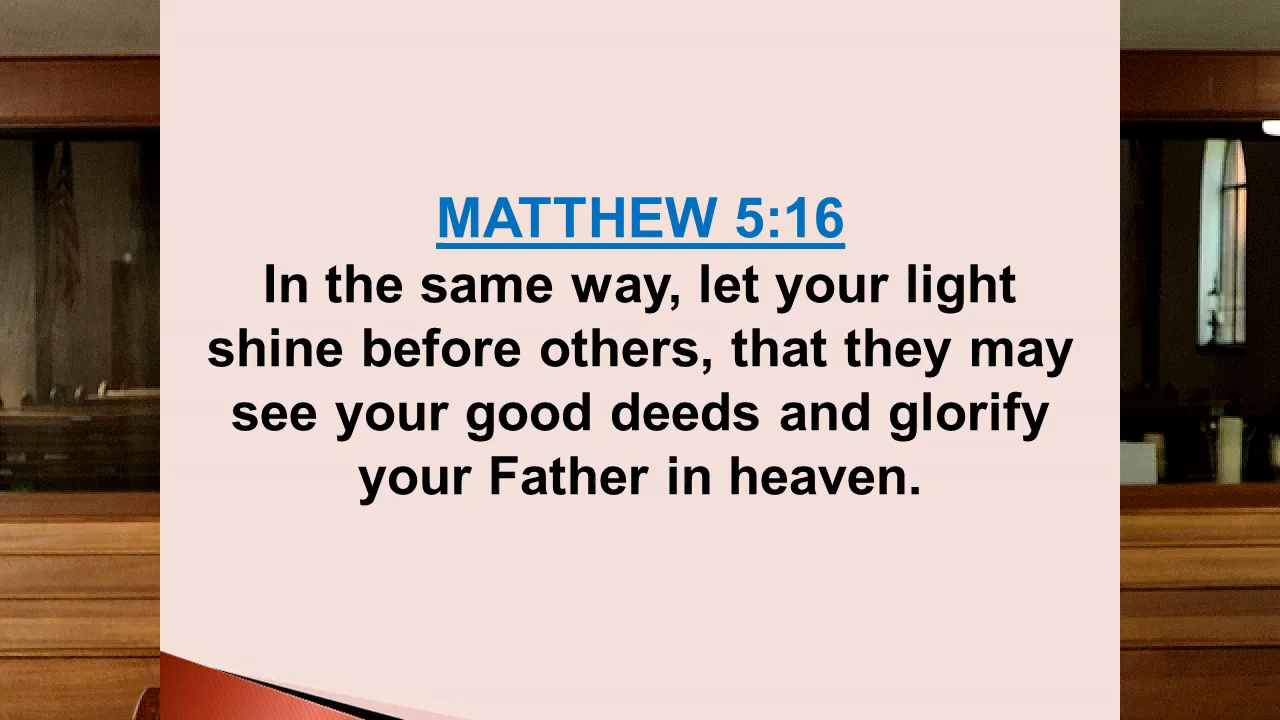 MATTHEW 5:16
In the same way, let your light
shine before others, that they may
see your good deeds and glorify
your Father in heaven.